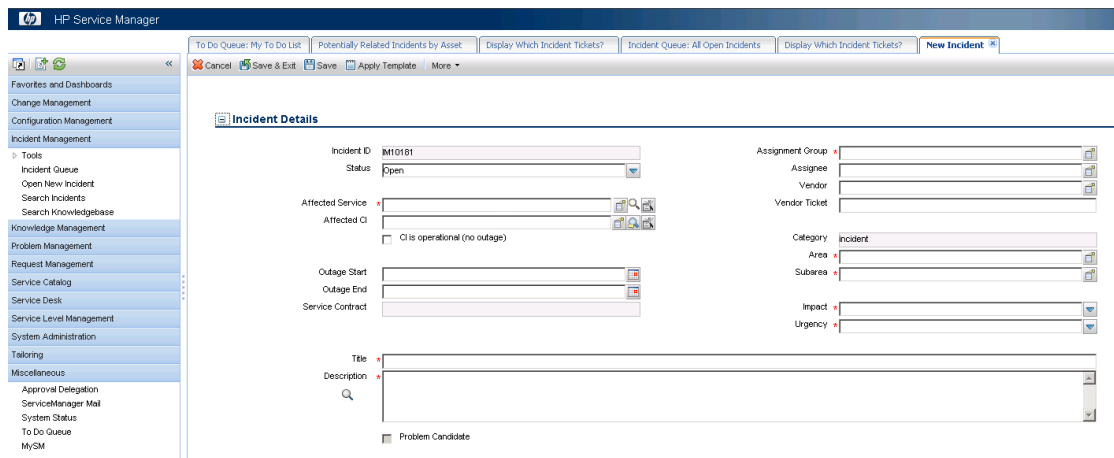 hp HP Service Manager
To Do Queue: My To Do List Potentially Related Incidents by Asset Display Which Incident Tickets? Incident Queue: All Open Incidents Display Which Incident Tickets? New Incident
Cancel Save & Exit Save Apply Template More
Favorites and Dashboards
Change Management
Configuration Management
Incident Management
Tools
Incident Queue
Open New Incident
Search Incidents
Search Knowledgebase
Knowledge Management
Problem Management
Request Management
Service Catalog
Service Desk
Service Level Management
System Administration
Tailoring
Miscellaneous
Approval Delegation
ServiceManager Mail
System Status
To Do Queue
MySM
Incident Details
Incident ID IM10181
Status Open
Affected Service *
Affected CI
CI is operational (no outage)
Outage Start
Outage End
Service Contract
Assignment Group *
Assignee
Vendor
Vendor Ticket
Category incident
Area *
Subarea *
Impact *
Urgency *
Title *
Description *
Problem Candidate